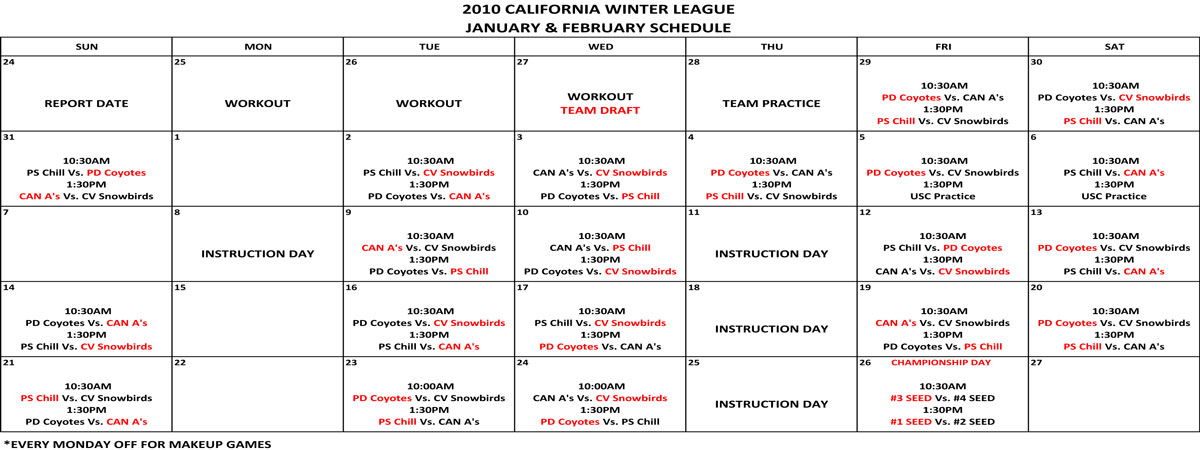 2010 CALIFORNIA WINTER LEAGUE
JANUARY & FEBRUARY SCHEDULE
SUN MON TUE WED THU FRI SAT
24
REPORT DATE
25
WORKOUT
26
WORKOUT
27
WORKOUT
TEAM DRAFT
28
TEAM PRACTICE
29
10:30AM
PD Coyotes Vs. CAN A's
1:30PM
PS Chill Vs. CV Snowbirds
30
10:30AM
PD Coyotes Vs. CV Snowbirds
1:30PM
PS Chill Vs. CAN A's
31
10:30AM
PS Chill Vs. PD Coyotes
1:30PM
CAN A's Vs. CV Snowbirds
1
2
10:30AM
PS Chill Vs. CV Snowbirds
1:30PM
PD Coyotes Vs. CAN A's
3
10:30AM
CAN A's Vs. CV Snowbirds
1:30PM
PD Coyotes Vs. PS Chill
4
10:30AM
PD Coyotes Vs. CAN A's
1:30PM
PS Chill Vs. CV Snowbirds
5
10:30AM
PD Coyotes Vs. CV Snowbirds
1:30PM
USC Practice
6
10:30AM
PS Chill Vs. CAN A's
1:30PM
USC Practice
7
8
INSTRUCTION DAY
9
10:30AM
CAN A's Vs. CV Snowbirds
1:30PM
PD Coyotes Vs. PS Chill
10
10:30AM
CAN A's Vs. PS Chill
1:30PM
PD Coyotes Vs. CV Snowbirds
11
INSTRUCTION DAY
12
10:30AM
PS Chill Vs. PD Coyotes
1:30PM
CAN A's Vs. CV Snowbirds
13
10:30AM
PD Coyotes Vs. CV Snowbirds
1:30PM
PS Chill Vs. CAN A's
14
10:30AM
PD Coyotes Vs. CAN A's
1:30PM
PS Chill Vs. CV Snowbirds
15
16
10:30AM
PD Coyotes Vs. CV Snowbirds
1:30PM
PS Chill Vs. CAN A's
17
10:30AM
PS Chill Vs. CV Snowbirds
1:30PM
PD Coyotes Vs. CAN A's
18
INSTRUCTION DAY
19
10:30AM
CAN A's Vs. CV Snowbirds
1:30PM
PD Coyotes Vs. PS Chill
20
10:30AM
PD Coyotes Vs. CV Snowbirds
1:30PM
PS Chill Vs. CAN A's
21
10:30AM
PS Chill Vs. CV Snowbirds
1:30PM
PD Coyotes Vs. CAN A's
22
23
10:00AM
PD Coyotes Vs. CV Snowbirds
1:30PM
PS Chill Vs. CAN A's
24
10:00AM
CAN A's Vs. CV Snowbirds
1:30PM
PD Coyotes Vs. PS Chill
25
INSTRUCTION DAY
26 CHAMPIONSHIP DAY
10:30AM
#3 SEED Vs. #4 SEED
1:30PM
#1 SEED Vs. #2 SEED
27
*EVERY MONDAY OFF FOR MAKEUP GAMES